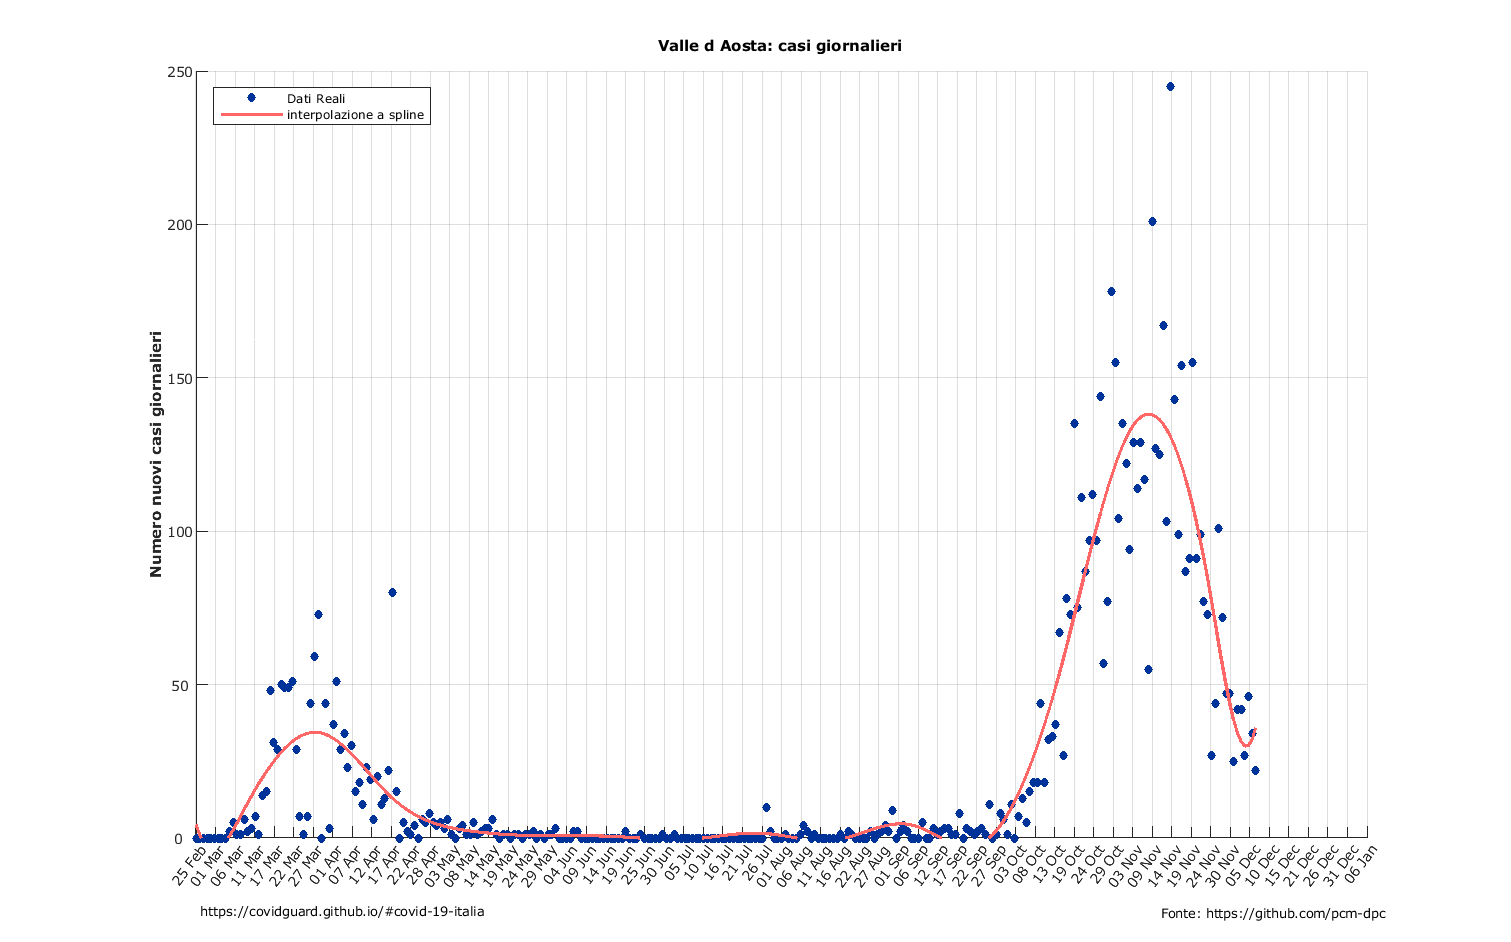 Valle d Aosta: casi giornalieri
250
Dati Reali
interpolazione a spline
200
150
100
50
0
Numero nuovi casi giornalieri
25 Feb
01 Mar
06 Mar
11 Mar
17 Mar
22 Mar
27 Mar
01 Apr
07 Apr
12 Apr
17 Apr
22 Apr
28 Apr
03 May
08 May
14 May
19 May
24 May
29 May
04 Jun
09 Jun
14 Jun
19 Jun
25 Jun
30 Jun
05 Jul
10 Jul
16 Jul
21 Jul
26 Jul
01 Aug
06 Aug
11 Aug
16 Aug
22 Aug
27 Aug
01 Sep
06 Sep
12 Sep
17 Sep
22 Sep
27 Sep
03 Oct
08 Oct
13 Oct
19 Oct
24 Oct
29 Oct
03 Nov
09 Nov
14 Nov
19 Nov
24 Nov
30 Nov
05 Dec
10 Dec
15 Dec
21 Dec
26 Dec
31 Dec
06 Jan
https://covidguard.github.io/#covid-19-italia
Fonte: https://github.com/pcm-dpc